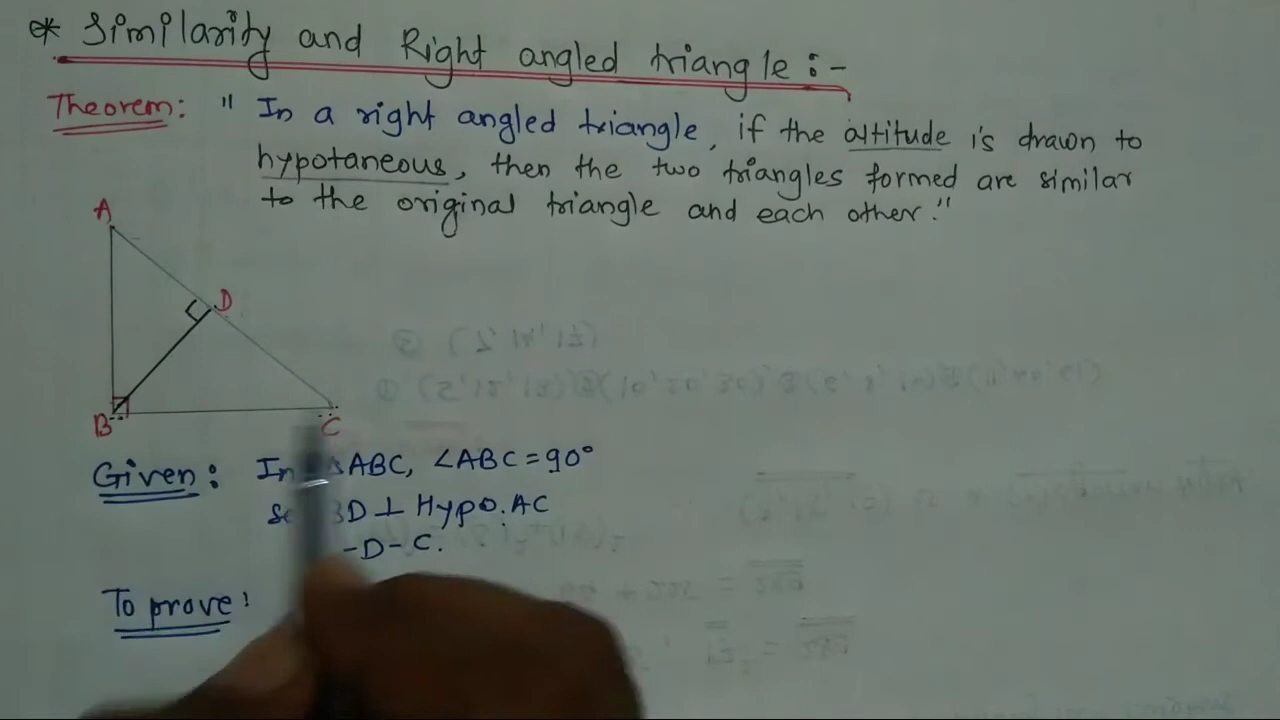 * Similarity and Right angled triangle :-
Theorem: " In a right angled triangle, if the altitude is drawn to
hypotaneous, then the two triangles formed are similar
to the original triangle and each other."
A
D
B
C
Given: In ABC, ∠ABC = 90°
BD ⊥ Hypo. AC
-D-C.
To prove: